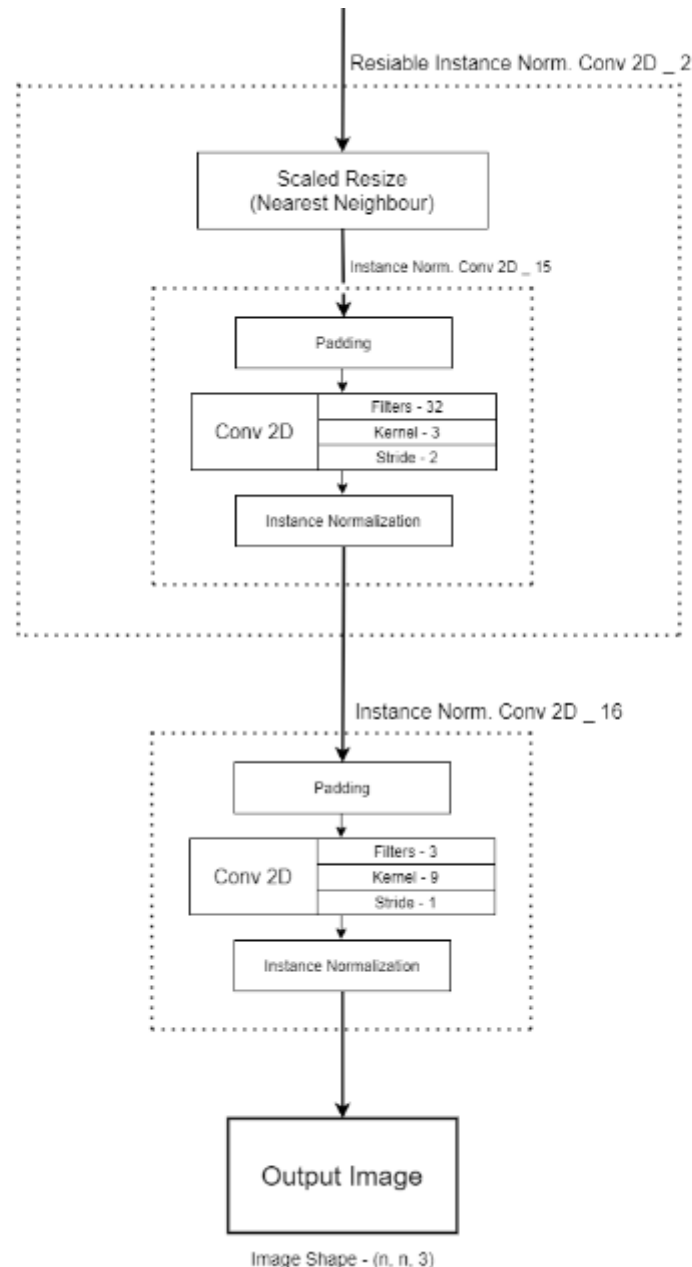 Resiable Instance Norm. Conv 2D _ 2
Scaled Resize
(Nearest Neighbour)
Instance Norm. Conv 2D _ 15
Padding
Conv 2D
Filters - 32
Kernel - 3
Stride - 2
Instance Normalization
Instance Norm. Conv 2D _ 16
Padding
Conv 2D
Filters - 3
Kernel - 9
Stride - 1
Instance Normalization
Output Image
Image Shape - (n, n, 3)